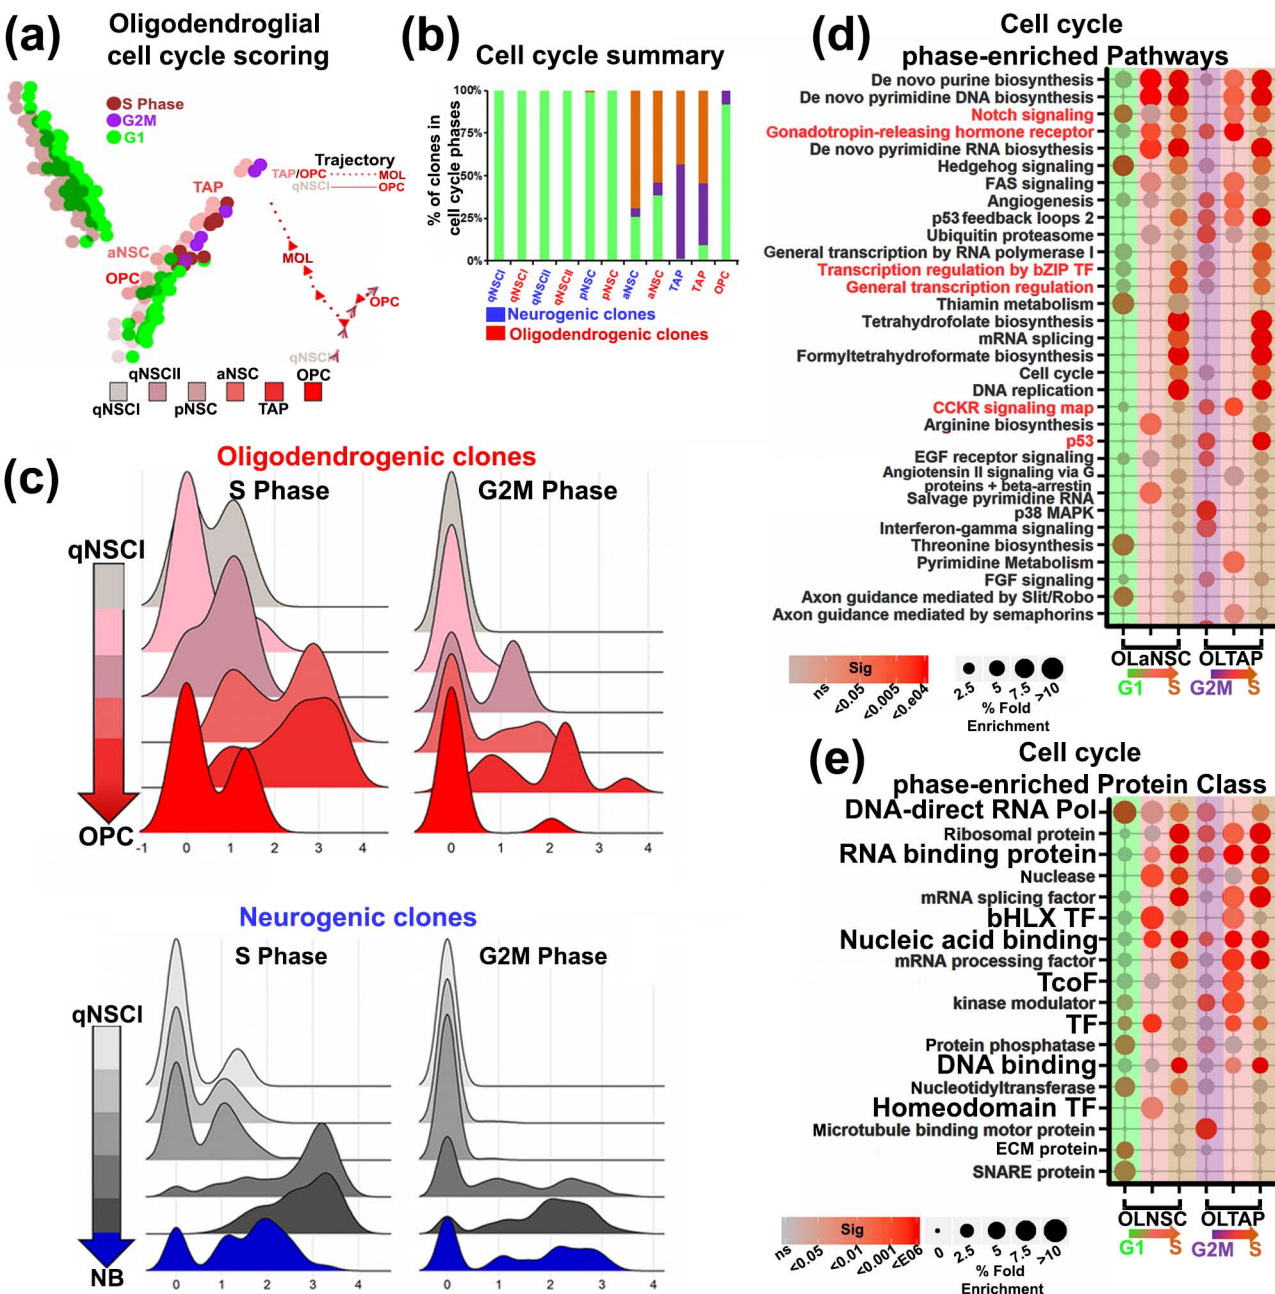 (a)
Oligodendroglial
cell cycle scoring
S Phase
G2M
G1
TAP
aNSC
OPC
Trajectory
TAP/OPC MOL
qNSCI OPC
MOL
OPC
qNSCI
qNSCII aNSC OPC
qNSCI pNSC TAP
(b)
Cell cycle summary
% of clones in
cell cycle phases
100%
75%
50%
25%
0%
qNSCI qNSCI qNSCII qNSCII pNSC pNSC aNSC aNSC TAP TAP OPC
Neurogenic clones
Oligodendrogenic clones
(c)
Oligodendrogenic clones
S Phase G2M Phase
qNSCI
OPC
-1 0 1 2 3 4
0 1 2 3 4
Neurogenic clones
S Phase G2M Phase
qNSCI
NB
0 1 2 3 4
0 1 2 3 4
(d)
Cell cycle
phase-enriched Pathways
De novo purine biosynthesis
De novo pyrimidine DNA biosynthesis
Notch signaling
Gonadotropin-releasing hormone receptor
De novo pyrimidine RNA biosythesis
Hedgehog signaling
FAS signaling
Angiogenesis
p53 feedback loops 2
Ubiquitin proteasome
General transcription by RNA polymerase I
Transcription regulation by bZIP TF
General transcription regulation
Thiamin metabolism
Tetrahydrofolate biosynthesis
mRNA splicing
Formyltetrahydroformate biosynthesis
Cell cycle
DNA replication
CCKR signaling map
Arginine biosynthesis
p53
EGF receptor signaling
Angiotensin II signaling via G
proteins + beta-arrestin
Salvage pyrimidine RNA
p38 MAPK
Interferon-gamma signaling
Threonine biosynthesis
Pyrimidine Metabolism
FGF signaling
Axon guidance mediated by Slit/Robo
Axon guidance mediated by semaphorins
OLaNSC OLTAP
G1 S G2M S
Sig
ns <0.05 <0.005 <0.e04
2.5 5 7.5 >10
% Fold
Enrichment
(e)
Cell cycle
phase-enriched Protein Class
DNA-direct RNA Pol
Ribosomal protein
RNA binding protein
Nuclease
mRNA splicing factor
bHLX TF
Nucleic acid binding
mRNA processing factor
TcoF
kinase modulator
TF
Protein phosphatase
DNA binding
Nucleotidyltransferase
Homeodomain TF
Microtubule binding motor protein
ECM protein
SNARE protein
OLNSC OLTAP
G1 S G2M S
Sig
ns <0.05 <0.01 <0.001 <E06
0 2.5 5 7.5 >10
% Fold
Enrichment